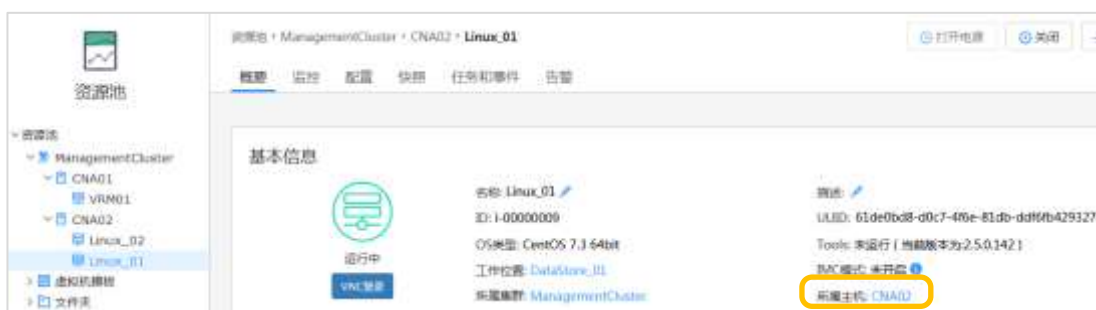 资源池 › ManagementCluster › CNA02 › Linux_01
打开电源
关闭
概要 监控 配置 快照 任务和事件 告警
资源池
资源池
ManagementCluster
CNA01
VRM01
CNA02
Linux_02
Linux_01
虚拟机模板
文件夹
基本信息
运行中
VNC登录
名称: Linux_01
ID: i-00000009
OS类型: CentOS 7.3 64bit
工作位置: DataStore_01
所属集群: ManagementCluster
描述:
UUID: 61de0bd8-d0c7-4f6e-81db-ddf6fb429327
Tools: 未运行 ( 当前版本为:2.5.0.142 )
IMC模式: 未开启
所属主机: CNA02